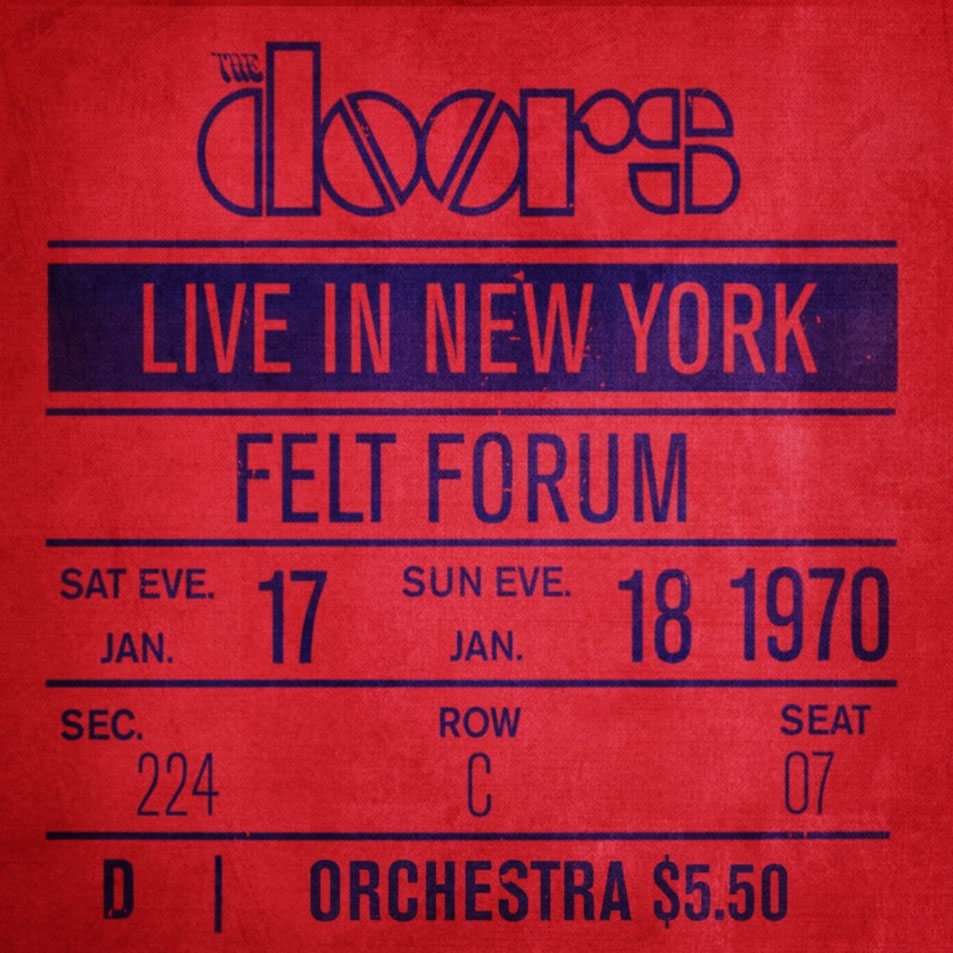 THE
doors
LIVE IN NEW YORK
FELT FORUM
SAT EVE. JAN. 17 SUN EVE. JAN. 18 1970
SEC. 224 ROW C SEAT 07
D | ORCHESTRA $5.50